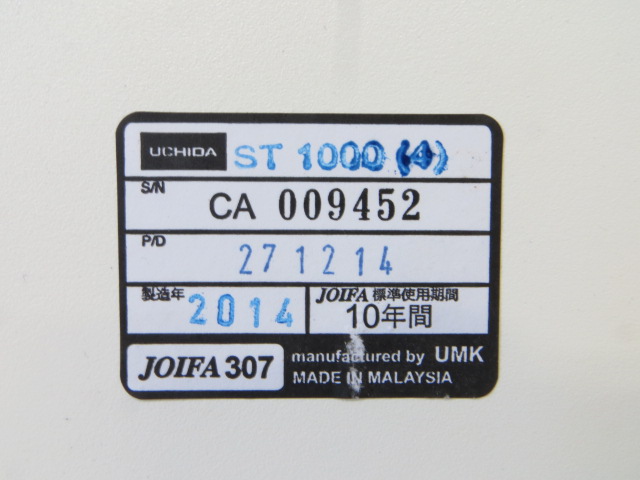 UCHIDA ST 1000 (4)
S/N CA 009452
P/D 271214
製造年 2014
JOIFA 標準使用期間
10年間
JOIFA 307
manufactured by UMK
MADE IN MALAYSIA